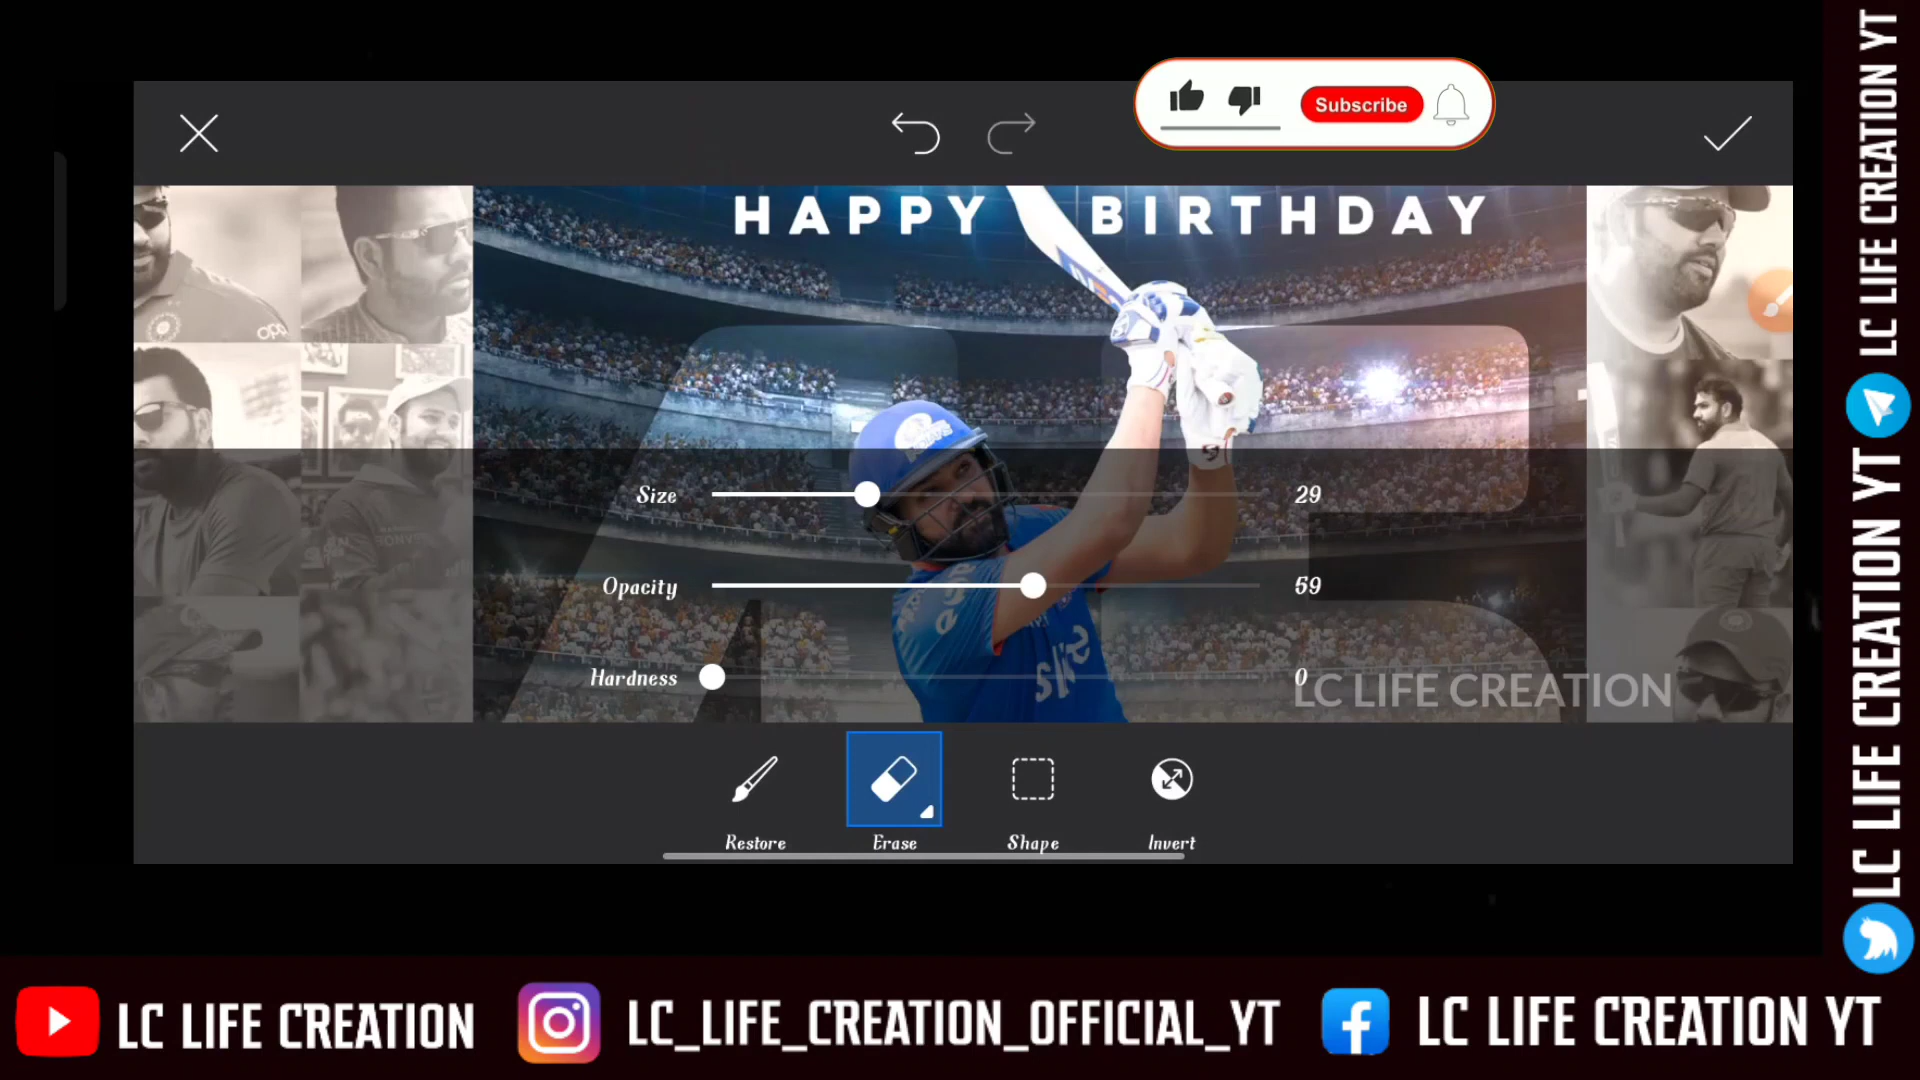 Subscribe
HAPPY BIRTHDAY
Size 29
Opacity 59
Hardness 0
LC LIFE CREATION
Restore Erase Shape Invert
LC LIFE CREATION YT
LC LIFE CREATION YT
LC LIFE CREATION
LC_LIFE_CREATION_OFFICIAL_YT
LC LIFE CREATION YT